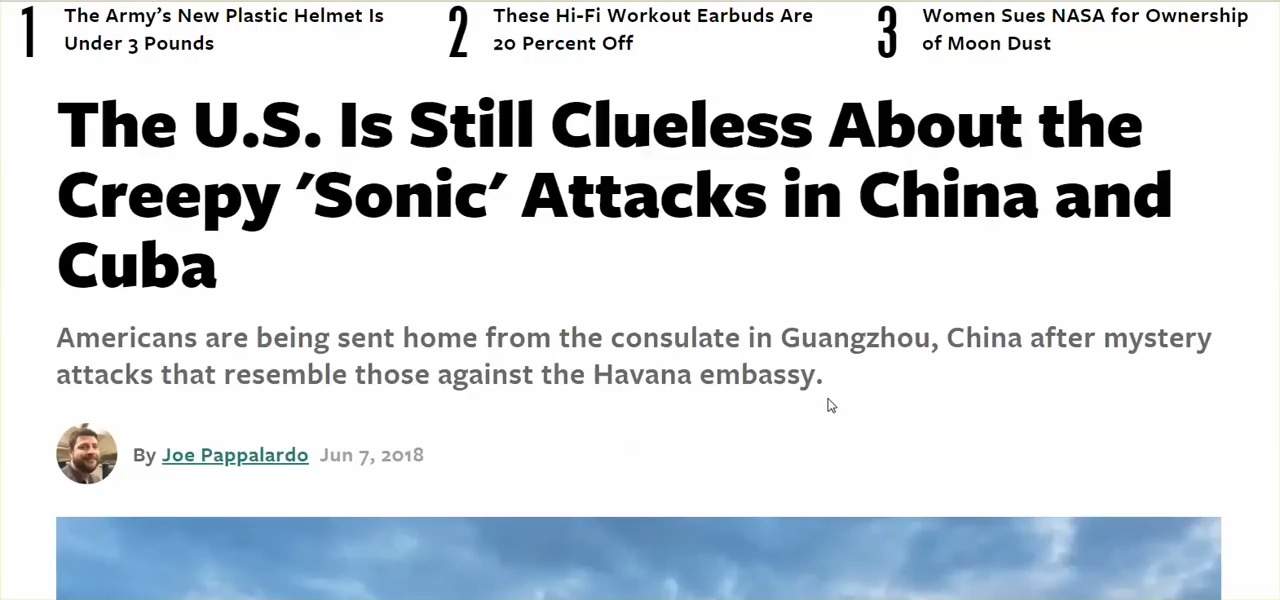 1 The Army’s New Plastic Helmet Is
Under 3 Pounds
2 These Hi-Fi Workout Earbuds Are
20 Percent Off
3 Women Sues NASA for Ownership
of Moon Dust
The U.S. Is Still Clueless About the
Creepy 'Sonic' Attacks in China and
Cuba
Americans are being sent home from the consulate in Guangzhou, China after mystery
attacks that resemble those against the Havana embassy.
By Joe Pappalardo Jun 7, 2018